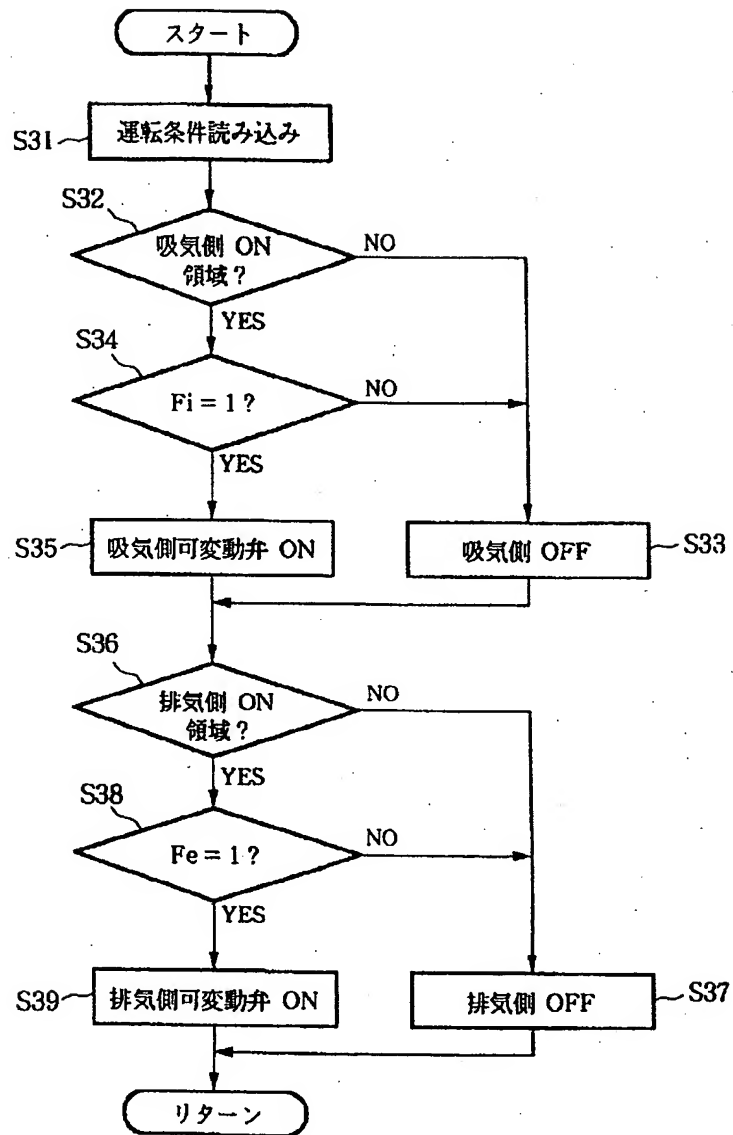 スタート
S31
運転条件読み込み
S32
吸気側 ON
領域?
NO
YES
S34
Fi = 1 ?
NO
YES
S35
吸気側可変動弁 ON
吸気側 OFF
S33
S36
排気側 ON
領域?
NO
YES
S38
Fe = 1 ?
NO
YES
S39
排気側可変動弁 ON
排気側 OFF
S37
リターン